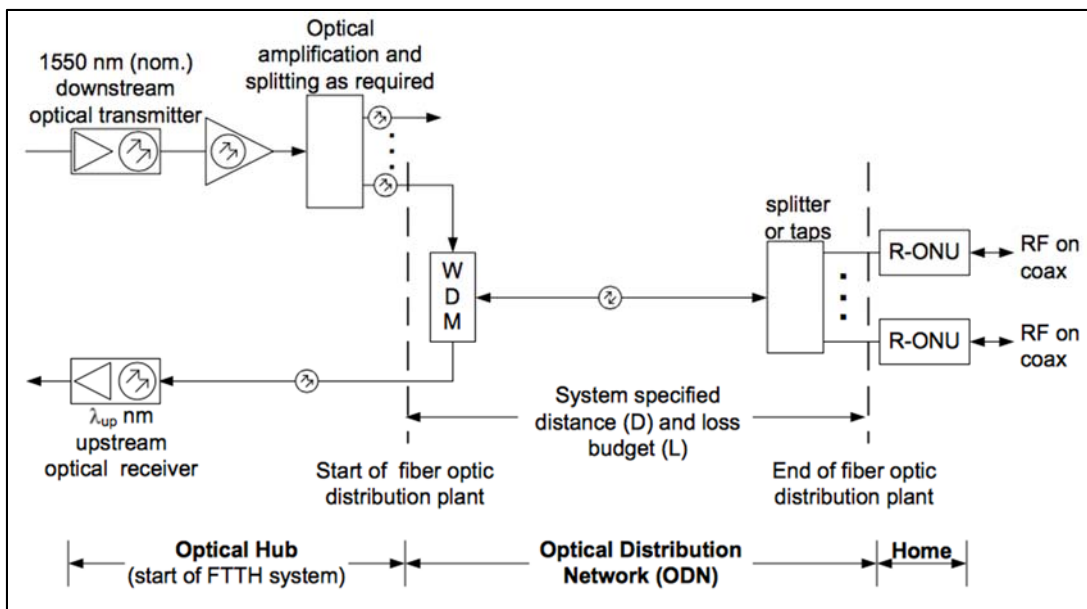 Optical
amplification and
splitting as required
1550 nm (nom.)
downstream
optical transmitter
splitter
or taps
R-ONU
RF on
coax
W
D
M
R-ONU
RF on
coax
λup nm
upstream
optical receiver
System specified
distance (D) and loss
budget (L)
Start of fiber optic
distribution plant
End of fiber optic
distribution plant
Optical Hub
(start of FTTH system)
Optical Distribution
Network (ODN)
Home